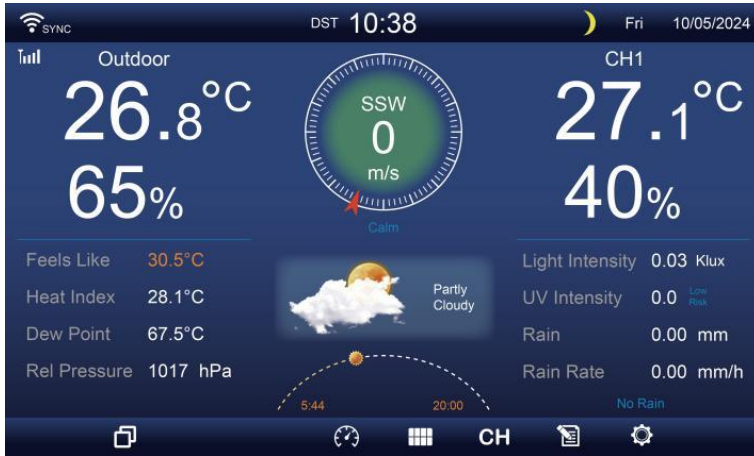 SYNC
DST 10:38
Fri 10/05/2024
Outdoor
26.8°C
65%
Feels Like 30.5°C
Heat Index 28.1°C
Dew Point 67.5°C
Rel Pressure 1017 hPa
SSW
0
m/s
Calm
Partly
Cloudy
5:44 20:00
CH1
27.1°C
40%
Light Intensity 0.03 Klux
UV Intensity 0.0 Low
Risk
Rain 0.00 mm
Rain Rate 0.00 mm/h
No Rain
CH